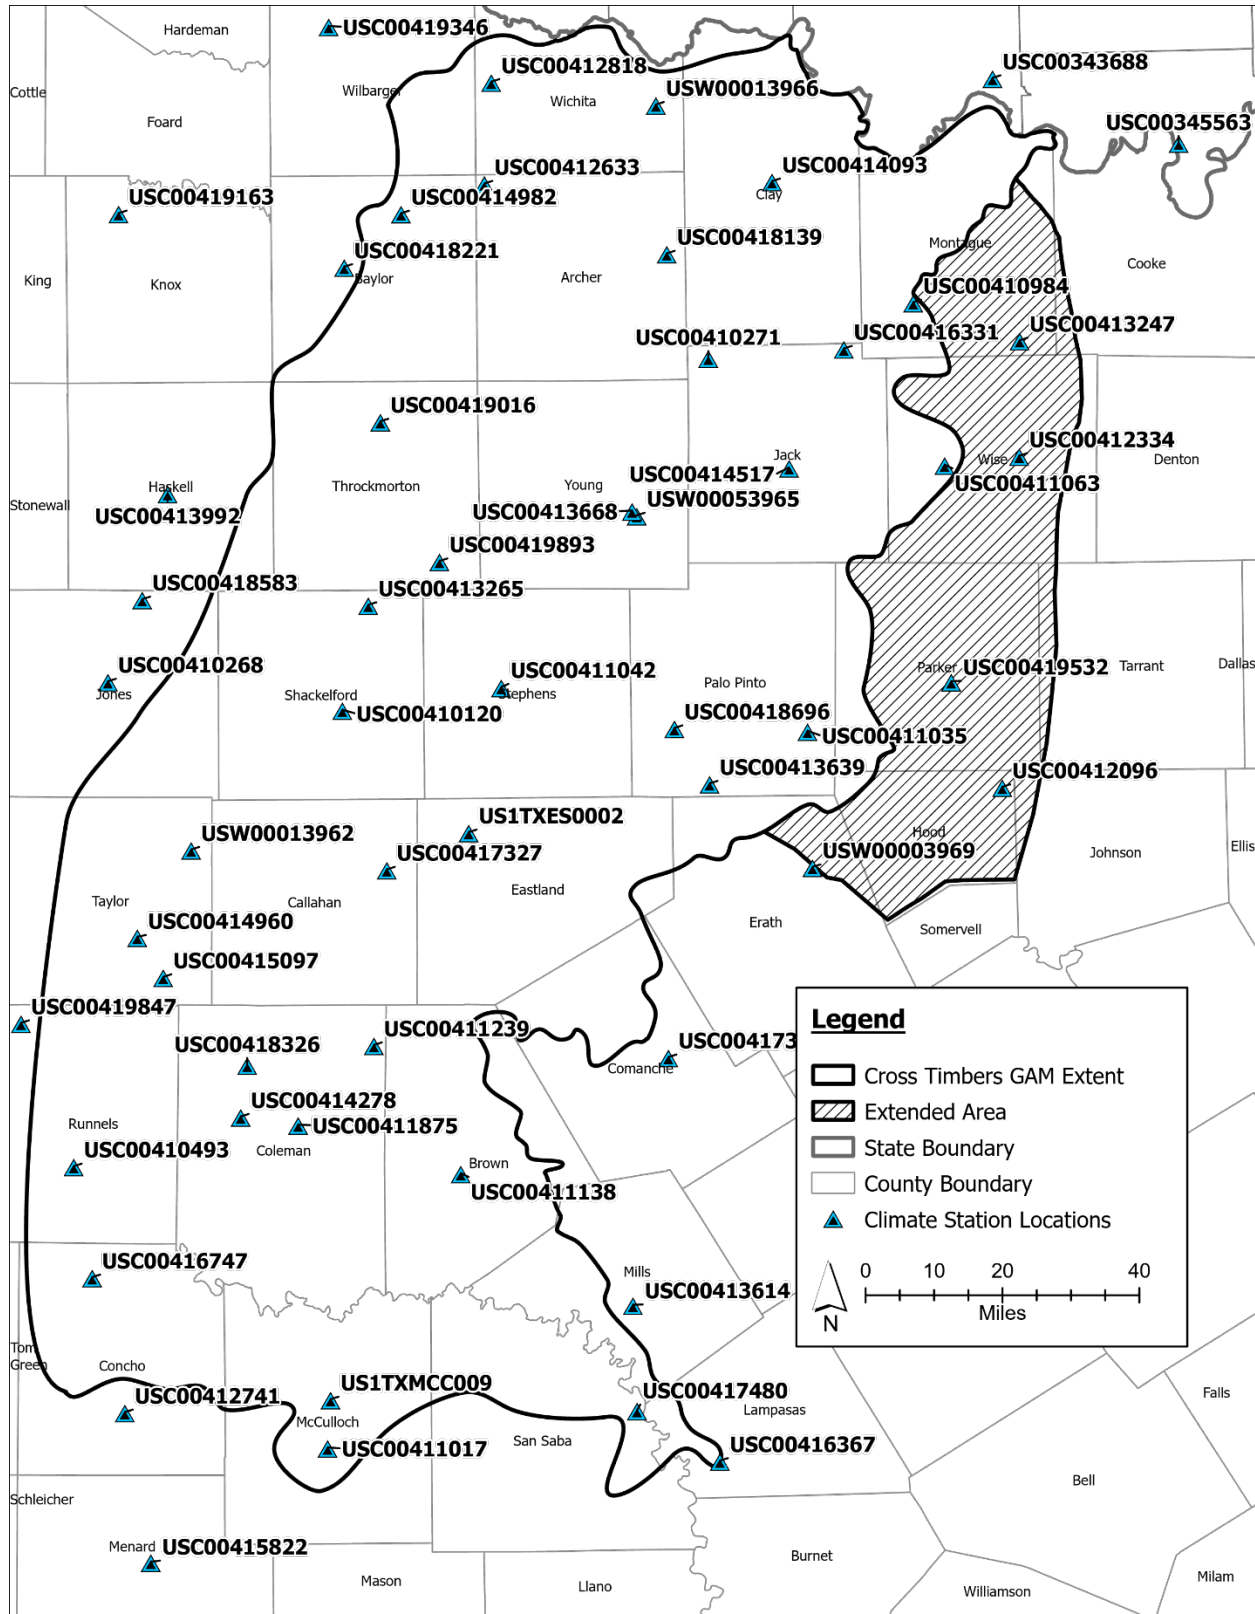 Hardeman
USC00419346
USC00412818
USC00343688
Cottle
Wilbarger
Wichita
USW00013966
Foard
USC00345563
USC00412633
USC00414093
USC00419163
USC00414982
Clay
USC00418139
Montague
USC00418221
King
Knox
Baylor
Archer
Cooke
USC00410984
USC00413247
USC00410271
USC00416331
USC00419016
USC00412334
Jack
Wise
Denton
USC00414517
USC00411063
Haskell
Throckmorton
Young
USW00053965
Stonewall
USC00413992
USC00413668
USC00419893
USC00418583
USC00413265
USC00410268
USC00411042
Parker
USC00419532
Tarrant
Dallas
Jones
Shackelford
Stephens
Palo Pinto
USC00410120
USC00418696
USC00411035
USC00413639
USC00412096
US1TXES0002
USW00013962
Hood
USC00417327
USW00003969
Johnson
Ellis
Taylor
Callahan
Eastland
USC00414960
Erath
Somervell
USC00415097
USC00419847
USC00411239
USC00418326
USC004173
Comanche
USC00414278
Runnels
USC00411875
Coleman
USC00410493
Brown
USC00411138
USC00416747
Mills
USC00413614
Tom
Green
Concho
US1TXMCC009
USC00417480
USC00412741
McCulloch
Lampasas
Falls
USC00411017
San Saba
USC00416367
Bell
Schleicher
Menard
USC00415822
Mason
Llano
Burnet
Williamson
Milam
Legend
Cross Timbers GAM Extent
Extended Area
State Boundary
County Boundary
Climate Station Locations
N
0 10 20 40
Miles